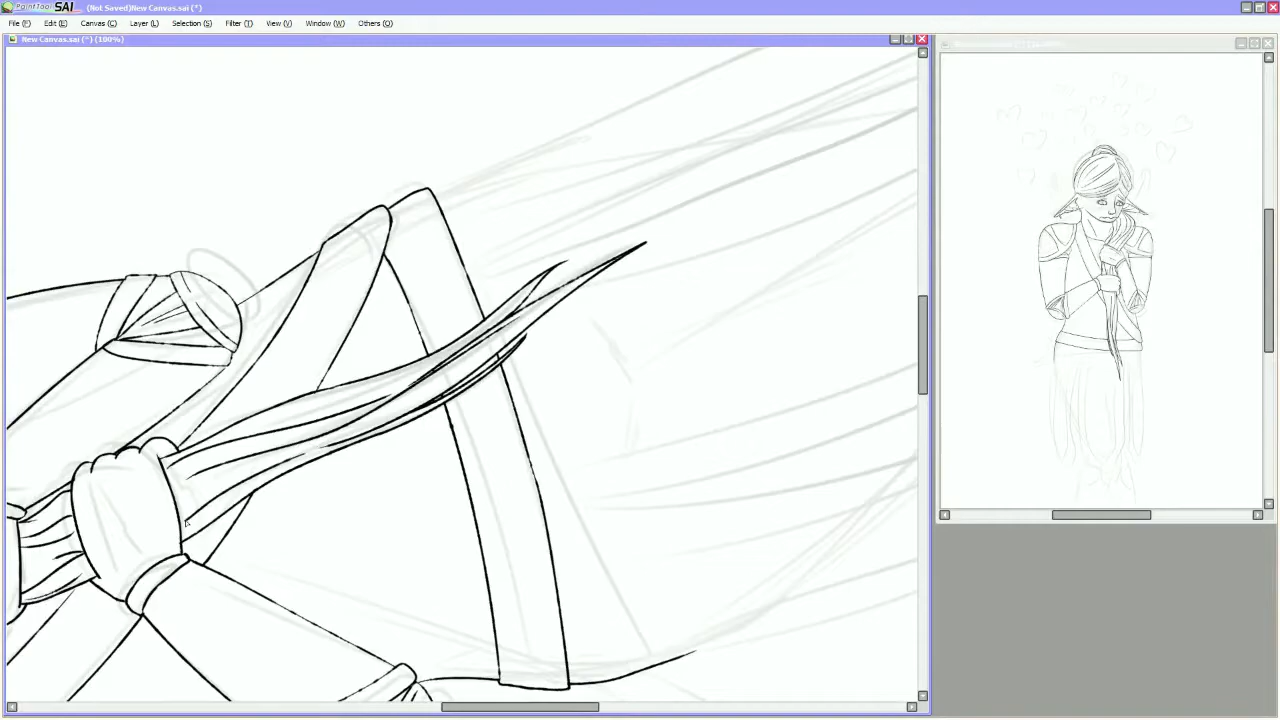 PaintTool SAI (Not Saved)New Canvas.sai (*)
File (F) Edit (E) Canvas (C) Layer (L) Selection (S) Filter (T) View (V) Window (W) Others (O)
New Canvas.sai (*) (100%)